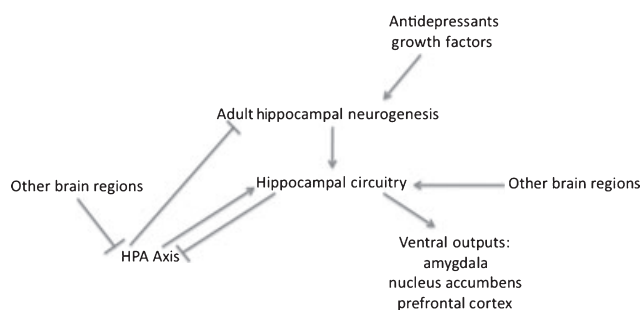 Antidepressants
growth factors
Adult hippocampal neurogenesis
Other brain regions
Hippocampal circuitry
Other brain regions
HPA Axis
Ventral outputs:
amygdala
nucleus accumbens
prefrontal cortex